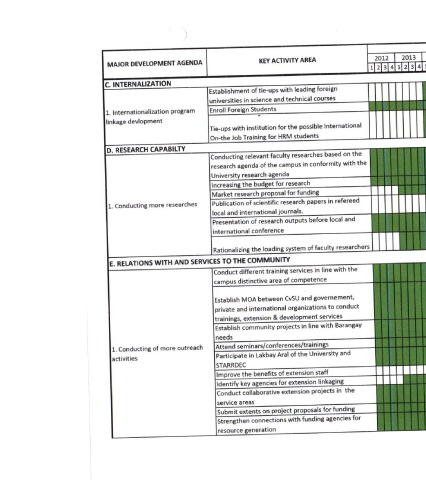 MAJOR DEVELOPMENT AGENDA
KEY ACTIVITY AREA
2012 2013
1 2 3 4 1 2 3 4
C. INTERNALIZATION
1. Internationalization program
linkage devlopment
Establishment of tie-ups with leading foreign
universities in science and technical courses
Enroll Foreign Students
Tie-ups with institution for the possible International
On-the Job Training for HRM students
D. RESEARCH CAPABILTY
1. Conducting more researches
Conducting relevant faculty researches based on the
research agenda of the campus in conformity with the
University research agenda
Increasing the budget for research
Market research proposal for funding
Publication of scientific research papers in refereed
local and international journals.
Presentation of research outputs before local and
international conference
Rationalizing the loading system of faculty researchers
E. RELATIONS WITH AND SERVICES TO THE COMMUNITY
1. Conducting of more outreach
activities
Conduct different training services in line with the
campus distinctive area of competence
Establish MOA between CvSU and governement,
private and international organizations to conduct
trainings, extension & development services
Establish community projects in line with Barangay
needs
Attend seminars/conferences/trainings
Participate in Lakbay Aral of the University and
STARRDEC
Improve the benefits of extension staff
Identify key agencies for extension linkaging
Conduct collaborative extension projects in the
service areas
Submit extents on project proposals for funding
Strengthen connections with funding agencies for
resource generation